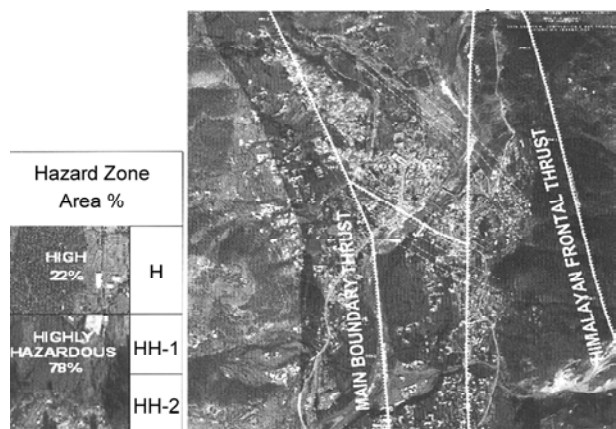 Hazard Zone
Area %
HIGH
22%
H
HIGHLY
HAZARDOUS
78%
HH-1
HH-2
MAIN BOUNDARY THRUST
HIMALAYAN FRONTAL THRUST